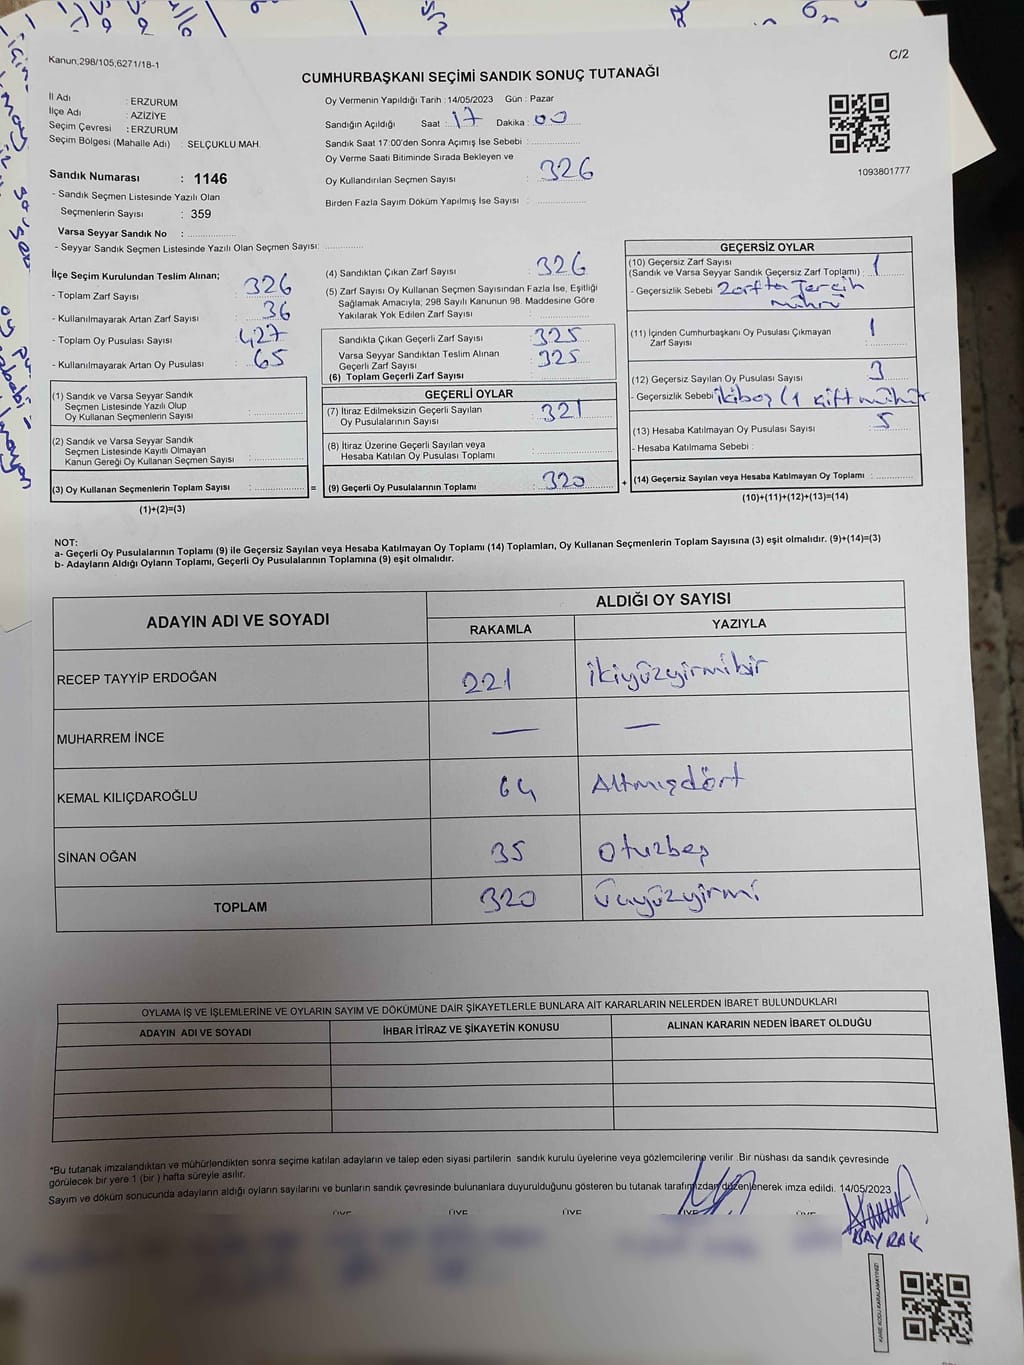 Kanun;298/105;6271/18-1
C/2
CUMHURBAŞKANI SEÇİMİ SANDIK SONUÇ TUTANAĞI
İl Adı : ERZURUM
İlçe Adı : AZİZİYE
Seçim Çevresi : ERZURUM
Seçim Bölgesi (Mahalle Adı) : SELÇUKLU MAH.
Sandık Numarası : 1146
- Sandık Seçmen Listesinde Yazılı Olan
Seçmenlerin Sayısı : 359
Varsa Seyyar Sandık No :
- Seyyar Sandık Seçmen Listesinde Yazılı Olan Seçmen Sayısı:
Oy Vermenin Yapıldığı Tarih : 14/05/2023 Gün : Pazar
Sandığın Açıldığı Saat : 17 Dakika : 00
Sandık Saat 17:00'den Sonra Açımış İse Sebebi :
Oy Verme Saati Bitiminde Sırada Bekleyen ve
Oy Kullandırılan Seçmen Sayısı : 326
Birden Fazla Sayım Döküm Yapılmış İse Sayısı :
1093801777
İlçe Seçim Kurulundan Teslim Alınan;
- Toplam Zarf Sayısı : 326
- Kullanılmayarak Artan Zarf Sayısı : 36
- Toplam Oy Pusulası Sayısı : 427
- Kullanılmayarak Artan Oy Pusulası : 65
(1) Sandık ve Varsa Seyyar Sandık
Seçmen Listesinde Yazılı Olup
Oy Kullanan Seçmenlerin Sayısı :
(2) Sandık ve Varsa Seyyar Sandık
Seçmen Listesinde Kayıtlı Olmayan
Kanun Gereği Oy Kullanan Seçmen Sayısı :
(3) Oy Kullanan Seçmenlerin Toplam Sayısı : =
(1)+(2)=(3)
(4) Sandıktan Çıkan Zarf Sayısı : 326
(5) Zarf Sayısı Oy Kullanan Seçmen Sayısından Fazla İse, Eşitliği
Sağlamak Amacıyla; 298 Sayılı Kanunun 98. Maddesine Göre
Yakılarak Yok Edilen Zarf Sayısı :
Sandıkta Çıkan Geçerli Zarf Sayısı : 325
Varsa Seyyar Sandıktan Teslim Alınan
Geçerli Zarf Sayısı : 325
(6) Toplam Geçerli Zarf Sayısı :
GEÇERLİ OYLAR
(7) İtiraz Edilmeksizin Geçerli Sayılan
Oy Pusulalarının Sayısı : 321
(8) İtiraz Üzerine Geçerli Sayılan veya
Hesaba Katılan Oy Pusulası Toplamı :
(9) Geçerli Oy Pusulalarının Toplamı : 320 +
GEÇERSİZ OYLAR
(10) Geçersiz Zarf Sayısı
(Sandık ve Varsa Seyyar Sandık Geçersiz Zarf Toplamı) : 1
- Geçersizlik Sebebi : Zarfta Tercih
mührü
(11) İçinden Cumhurbaşkanı Oy Pusulası Çıkmayan
Zarf Sayısı : 1
(12) Geçersiz Sayılan Oy Pusulası Sayısı : 3
- Geçersizlik Sebebi ikiboş (1 çift mühür
(13) Hesaba Katılmayan Oy Pusulası Sayısı : 5
- Hesaba Katılmama Sebebi :
(14) Geçersiz Sayılan veya Hesaba Katılmayan Oy Toplamı :
(10)+(11)+(12)+(13)=(14)
NOT:
a- Geçerli Oy Pusulalarının Toplamı (9) ile Geçersiz Sayılan veya Hesaba Katılmayan Oy Toplamı (14) Toplamları, Oy Kullanan Seçmenlerin Toplam Sayısına (3) eşit olmalıdır. (9)+(14)=(3)
b- Adayların Aldığı Oyların Toplamı, Geçerli Oy Pusulalarının Toplamına (9) eşit olmalıdır.
ADAYIN ADI VE SOYADI
ALDIĞI OY SAYISI
RAKAMLA YAZIYLA
RECEP TAYYİP ERDOĞAN 221 ikiyüzyirmibir
MUHARREM İNCE — —
KEMAL KILIÇDAROĞLU 64 Altmışdört
SİNAN OĞAN 35 otuzbeş
TOPLAM 320 üçyüzyirmi
OYLAMA İŞ VE İŞLEMLERİNE VE OYLARIN SAYIM VE DÖKÜMÜNE DAİR ŞİKAYETLERLE BUNLARA AİT KARARLARIN NELERDEN İBARET BULUNDUKLARI
ADAYIN ADI VE SOYADI İHBAR İTİRAZ VE ŞİKAYETİN KONUSU ALINAN KARARIN NEDEN İBARET OLDUĞU
*Bu tutanak imzalandıktan ve mühürlendikten sonra seçime katılan adayların ve talep eden siyasi partilerin sandık kurulu üyelerine veya gözlemcilerine verilir .Bir nüshası da sandık çevresinde
görülecek bir yere 1 (bir ) hafta süreyle asılır.
Sayım ve döküm sonucunda adayların aldığı oyların sayılarını ve bunların sandık çevresinde bulunanlara duyurulduğunu gösteren bu tutanak tarafımızdan düzenlenerek imza edildi. 14/05/2023
ÜYE ÜYE ÜYE ÜYE ÜYE
BAYRAK
KARE KODU KARALAMAYINIZ!